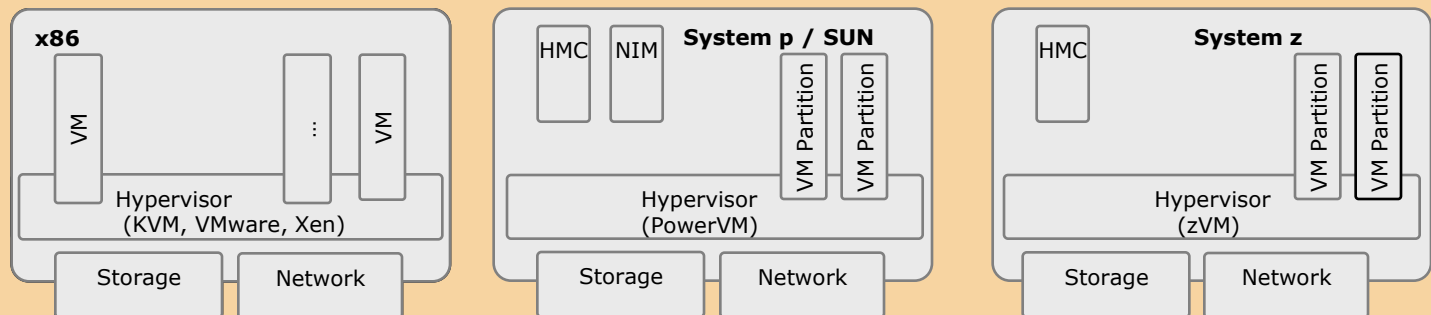 x86
VM
...
VM
Hypervisor
(KVM, VMware, Xen)
Storage
Network
System p / SUN
HMC
NIM
VM Partition
VM Partition
Hypervisor
(PowerVM)
Storage
Network
System z
HMC
VM Partition
VM Partition
Hypervisor
(zVM)
Storage
Network